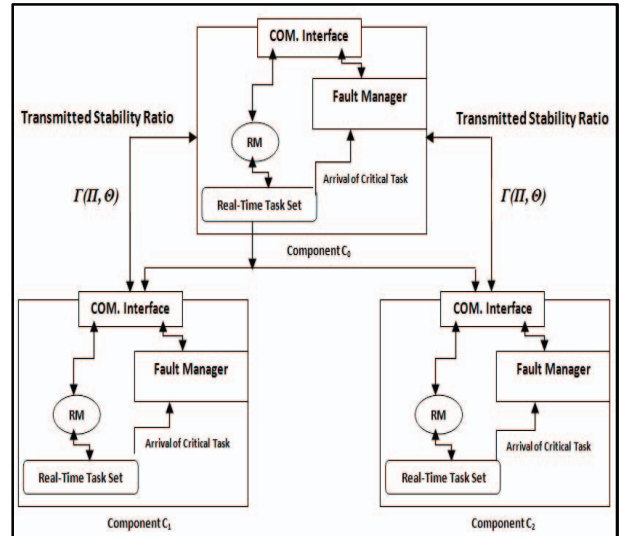 COM. Interface
Fault Manager
Transmitted Stability Ratio
Transmitted Stability Ratio
RM
Γ(Π, Θ)
Arrival of Critical Task
Γ(Π, Θ)
Real-Time Task Set
Component C₀
COM. Interface
COM. Interface
Fault Manager
Fault Manager
RM
RM
Arrival of Critical Task
Arrival of Critical Task
Real-Time Task Set
Real-Time Task Set
Component C₁
Component C₂